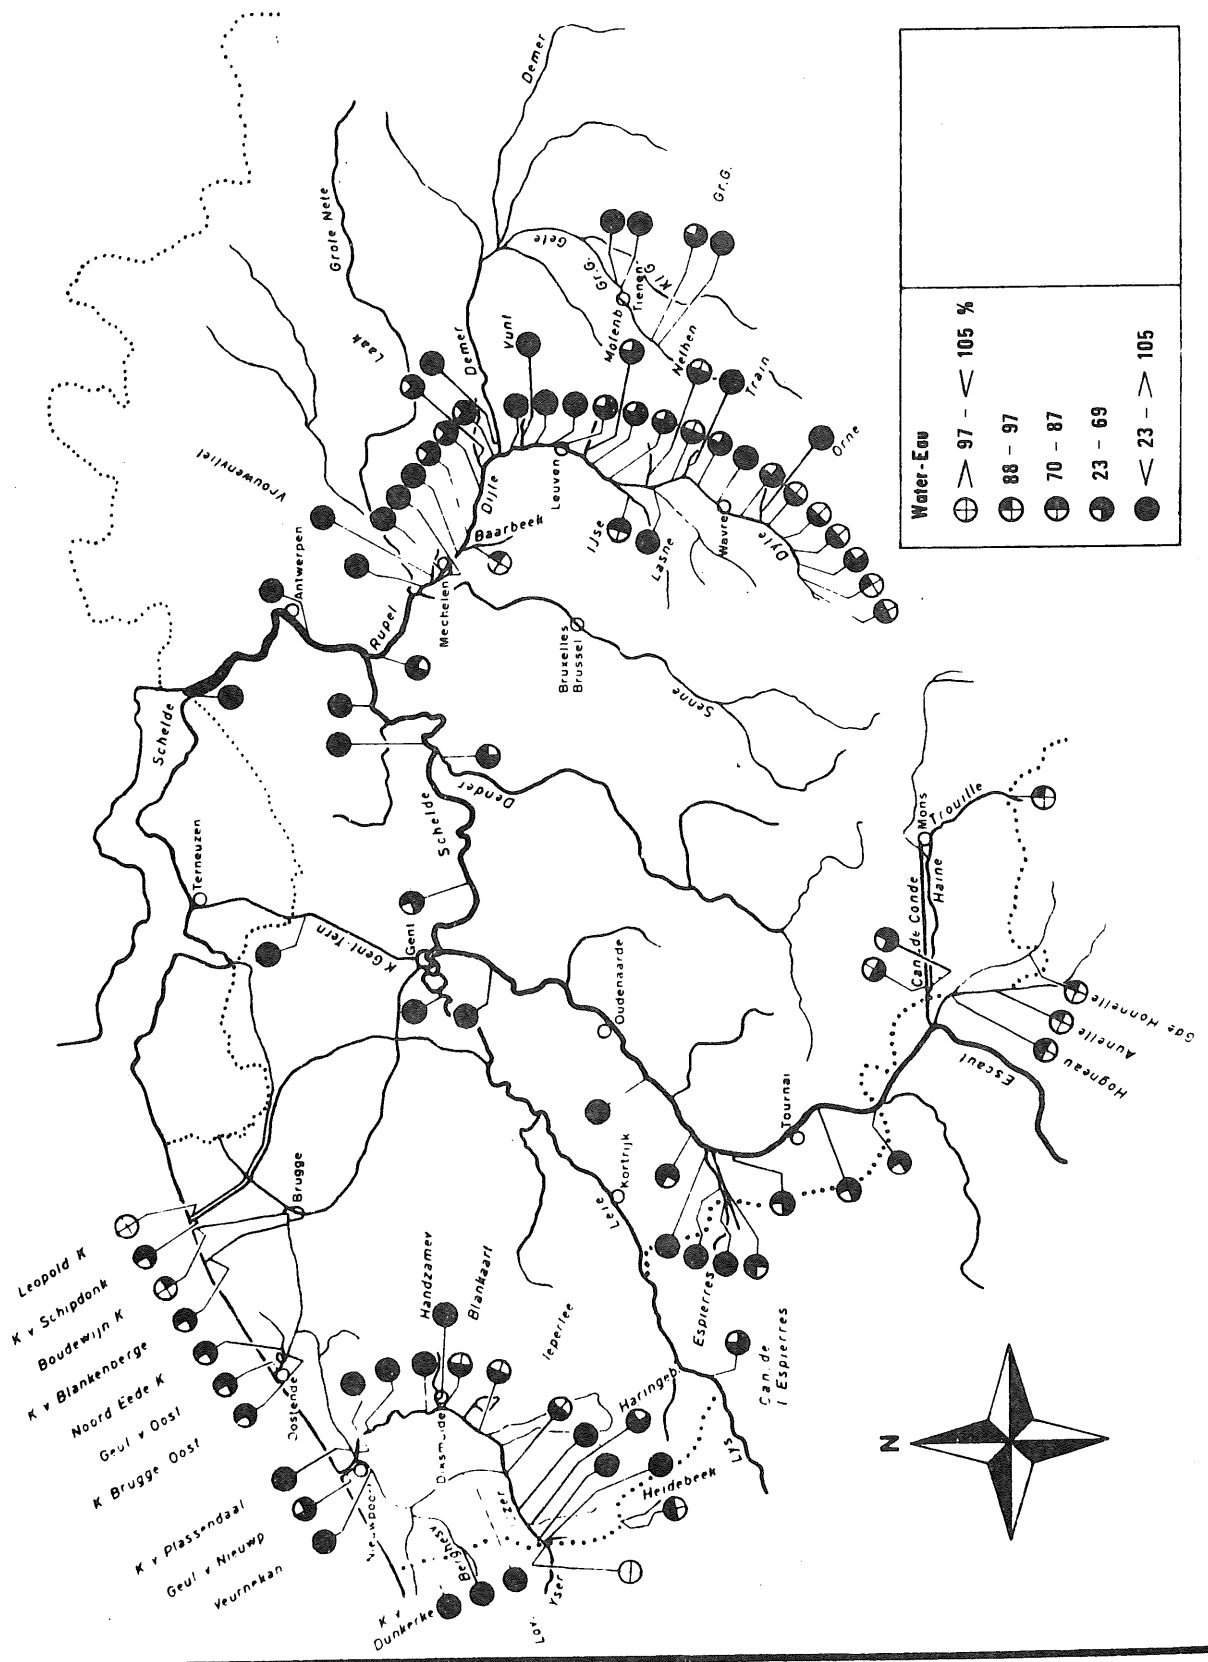 Demer
Grote Nete
Gr.G.
Gete
Gr.G.
Kl G
Tienen
Laak
Demer
Vunt
Molenb
Nethen
Train
Orne
Vrouwenvliet
Dijle
Leuven
Baarbeek
IJse
Lasne
Wavre
Dyle
Antwerpen
Mechelen
Rupel
Bruxelles
Brussel
Senne
Schelde
Dender
Schelde
Terneuzen
K Gent-Tern
Gent
Mons
Trouille
Haine
Can. de Conde
Oudenaarde
Gde Honnelle
Aunelle
Hogneau
Escaut
Tournai
Kortrijk
Leie
Brugge
Leopold K
K v Schipdonk
Boudewijn K
K v Blankenberge
Noord Eede K
Geul v Oost
K Brugge Oost
Oostende
K v Plassendaal
Geul v Nieuwp
Veurnekan
Handzamev
Blankaart
Ieperlee
Diksmuide
Haringeb.
Espierres
Can. de
l Espierres
Lys
Heidebeek
Bergnesv
K v
Dunkerke
Yser
Water-Eau
> 97 - < 105 %
88 - 97
70 - 87
23 - 69
< 23 - > 105
N